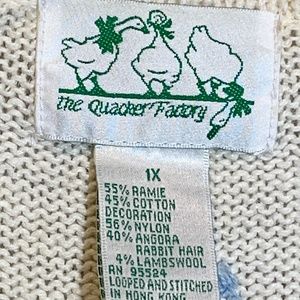 the Quacker Factory
1X
55% RAMIE
45% COTTON
DECORATION
56% NYLON
40% ANGORA
RABBIT HAIR
4% LAMBSWOOL
RN 95524
LOOPED AND STITCHED
IN HONG KONG